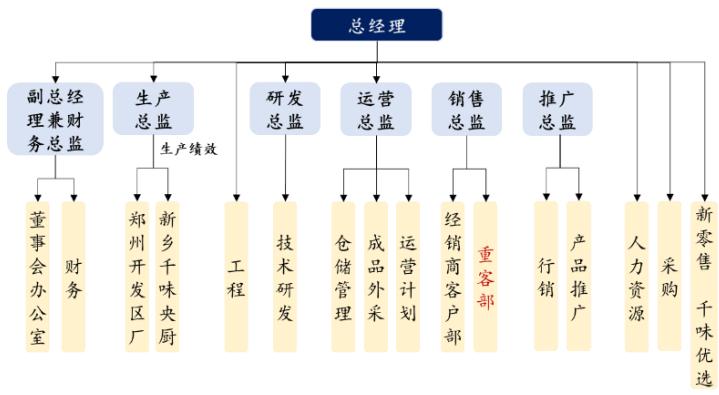 总经理
副总经
理兼财
务总监
生产
总监
研发
总监
运营
总监
销售
总监
推广
总监
生产绩效
董事会办公室
财务
郑州开发区厂
新乡千味央厨
工程
技术研发
仓储管理
成品外采
运营计划
经销商客户部
重客部
行销
产品推广
人力资源
采购
新零售 千味优选